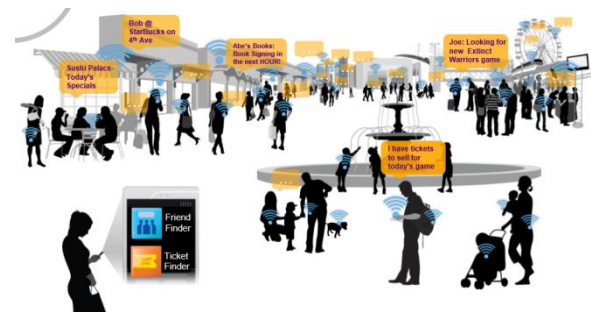 Bob @
StarBucks on
4th Ave
Abe's Books:
Book Signing in
the next HOUR!
Joe: Looking for
new Extinct
Warriors game
Sushi Palace-
Today's
Specials
I have tickets
to sell for
today's game
Friend
Finder
Ticket
Finder